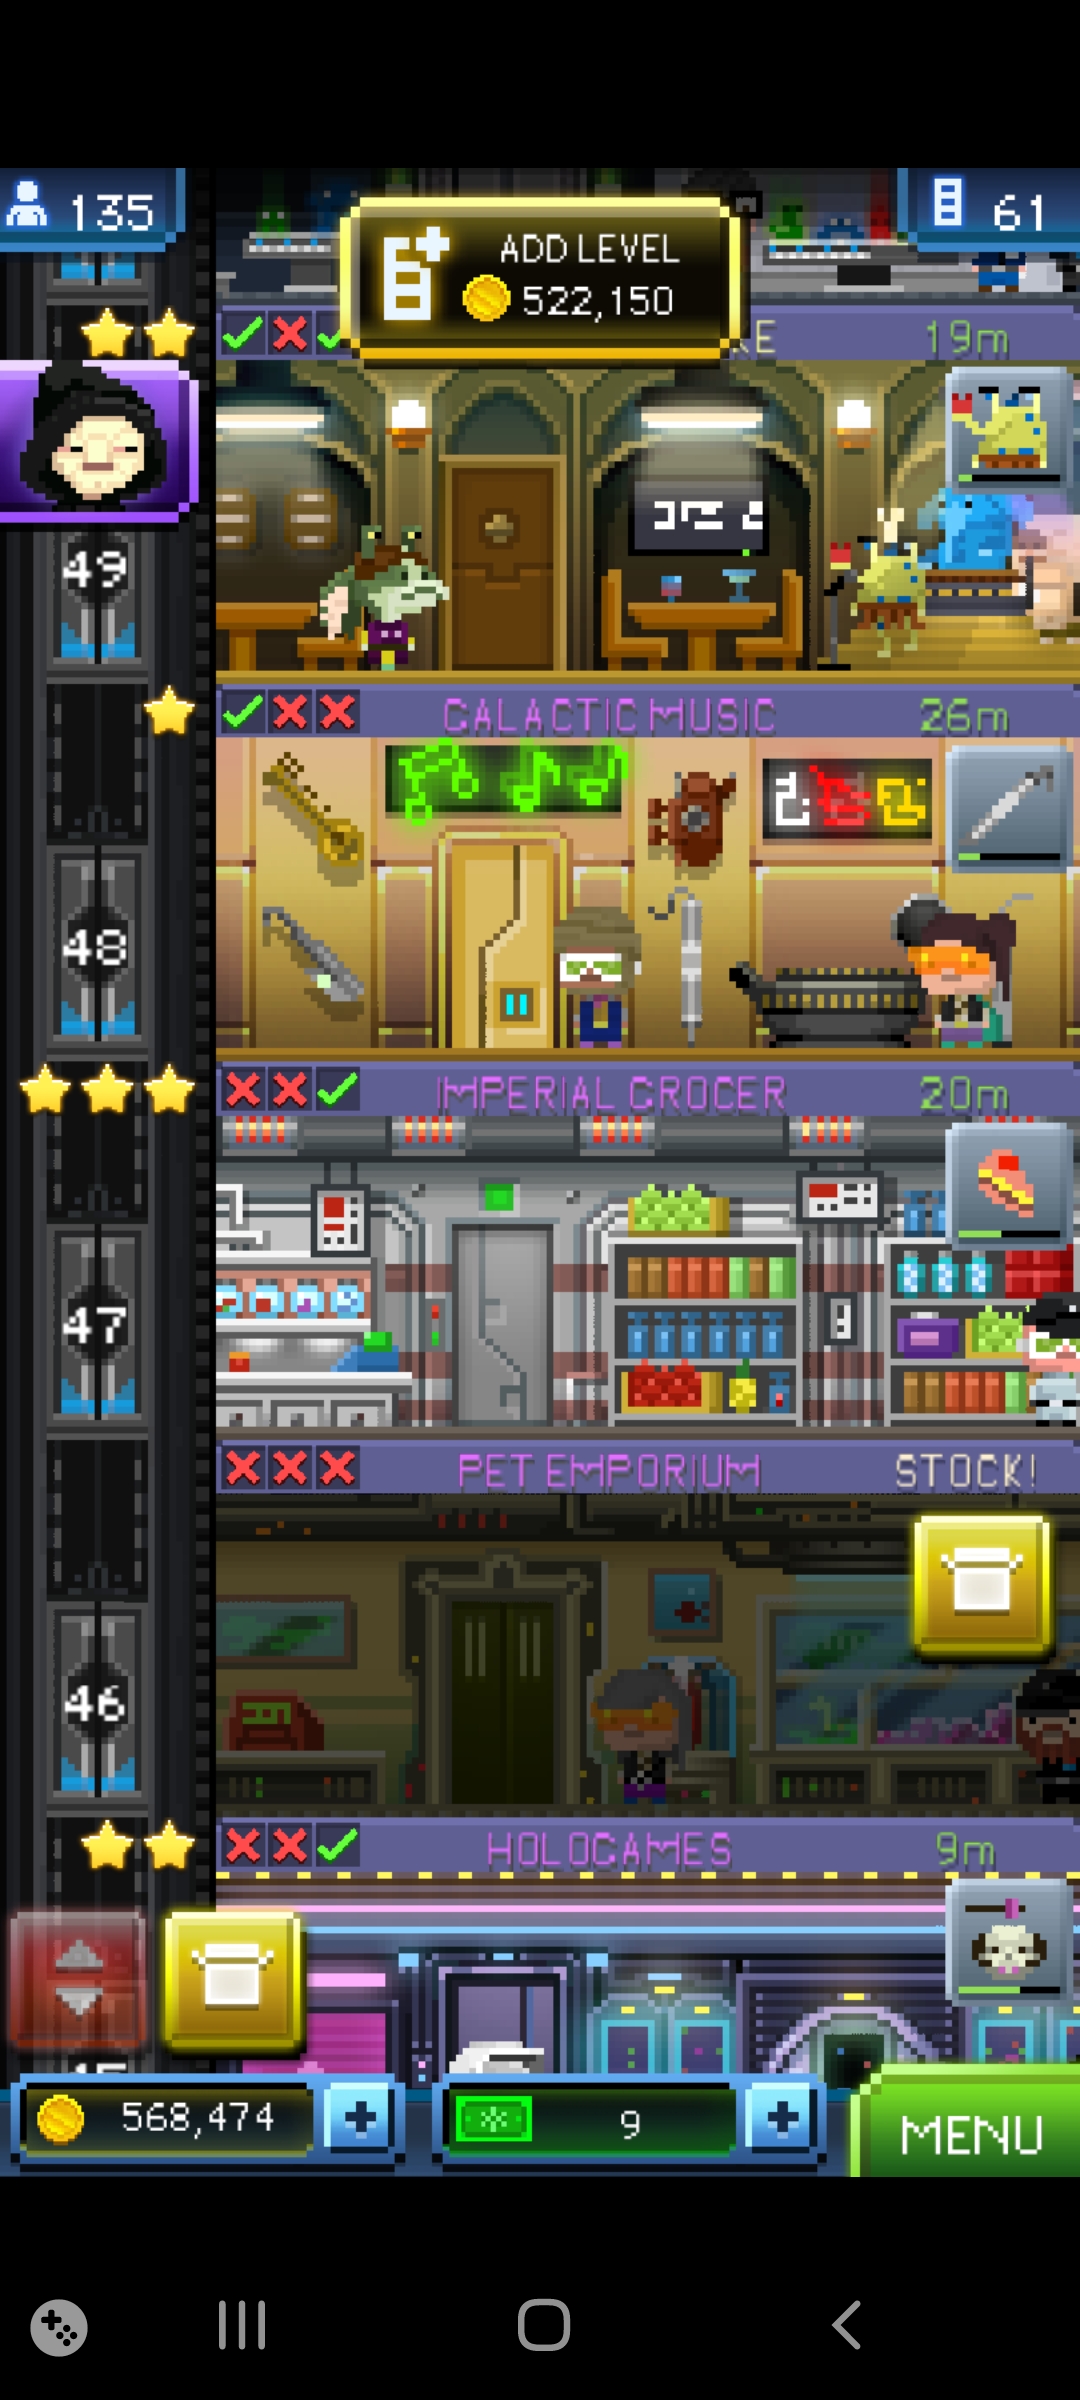 135
ADD LEVEL
522,150
61
KE
19m
49
GALACTIC MUSIC
26m
48
IMPERIAL GROCER
20m
47
PET EMPORIUM
STOCK!
46
HOLOGAMES
9m
568,474
9
MENU